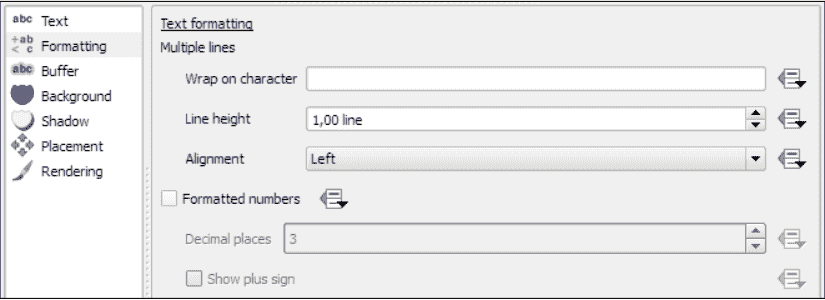 abc Text
+ab
< c Formatting
abc Buffer
Background
Shadow
Placement
Rendering
Text formatting
Multiple lines
Wrap on character
Line height 1,00 line
Alignment Left
Formatted numbers
Decimal places 3
Show plus sign